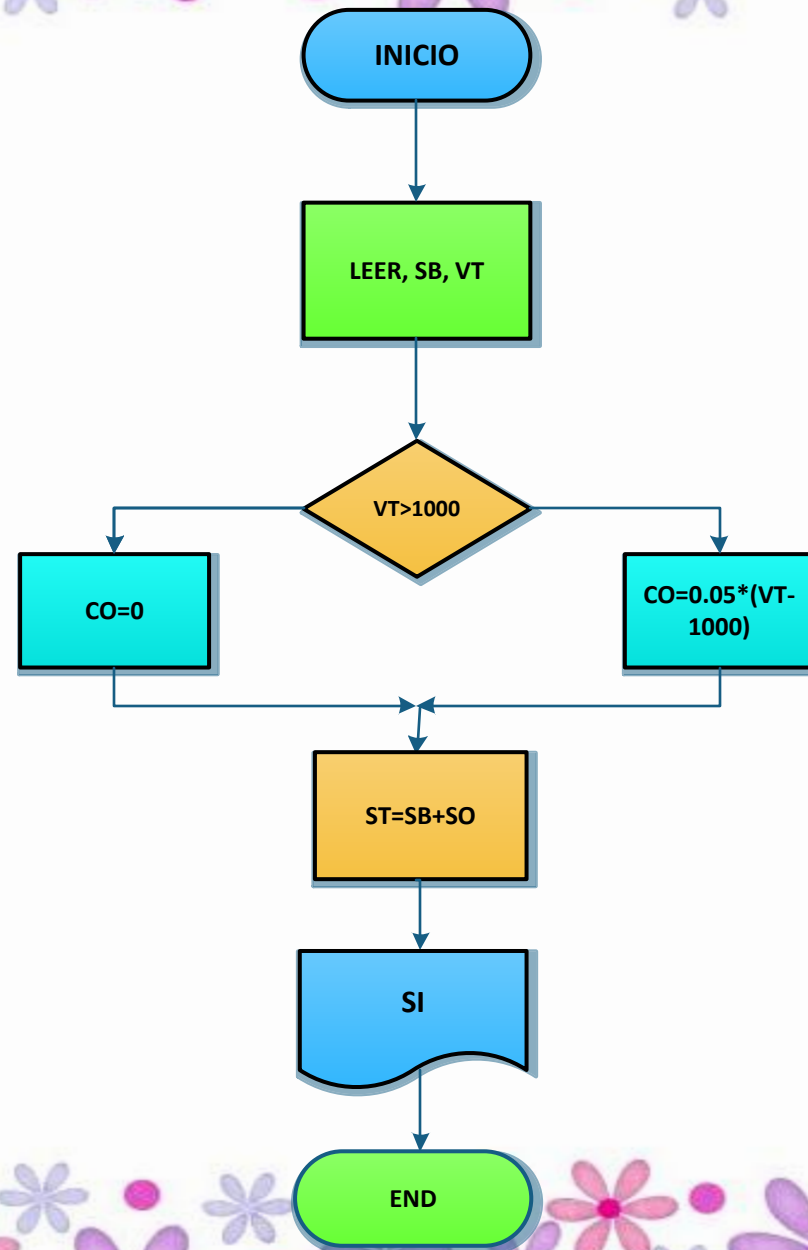 INICIO
LEER, SB, VT
VT>1000
CO=0
CO=0.05*(VT-
1000)
ST=SB+SO
SI
END